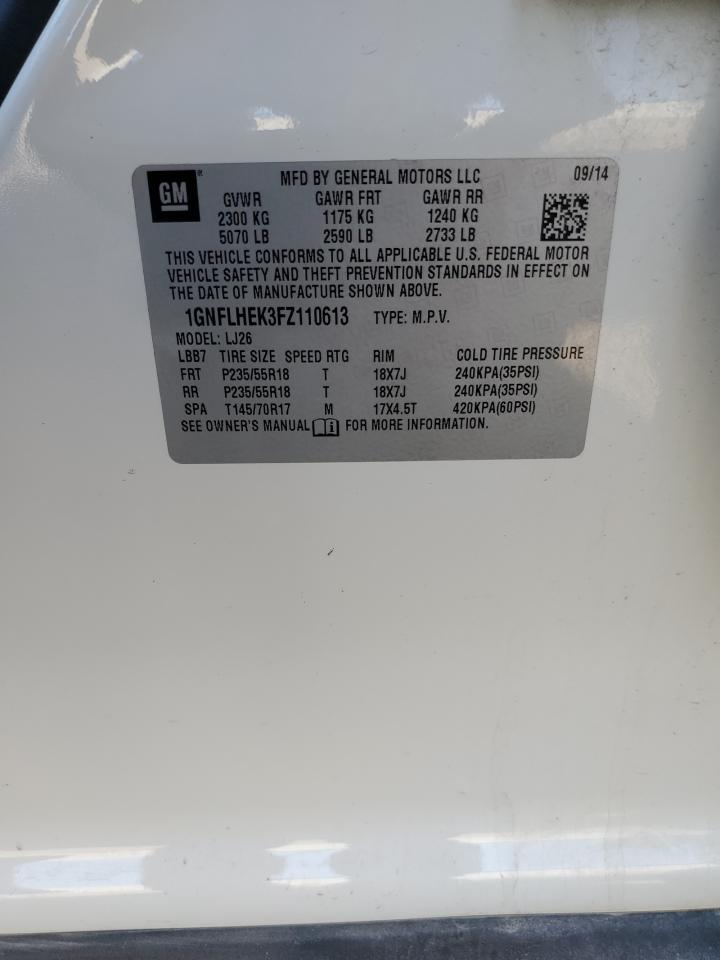 GM ® MFD BY GENERAL MOTORS LLC 09/14
GVWR GAWR FRT GAWR RR
2300 KG 1175 KG 1240 KG
5070 LB 2590 LB 2733 LB
THIS VEHICLE CONFORMS TO ALL APPLICABLE U.S. FEDERAL MOTOR
VEHICLE SAFETY AND THEFT PREVENTION STANDARDS IN EFFECT ON
THE DATE OF MANUFACTURE SHOWN ABOVE.
1GNFLHEK3FZ110613 TYPE: M.P.V.
MODEL: LJ26
LBB7 TIRE SIZE SPEED RTG RIM COLD TIRE PRESSURE
FRT P235/55R18 T 18X7J 240KPA(35PSI)
RR P235/55R18 T 18X7J 240KPA(35PSI)
SPA T145/70R17 M 17X4.5T 420KPA(60PSI)
SEE OWNER'S MANUAL FOR MORE INFORMATION.